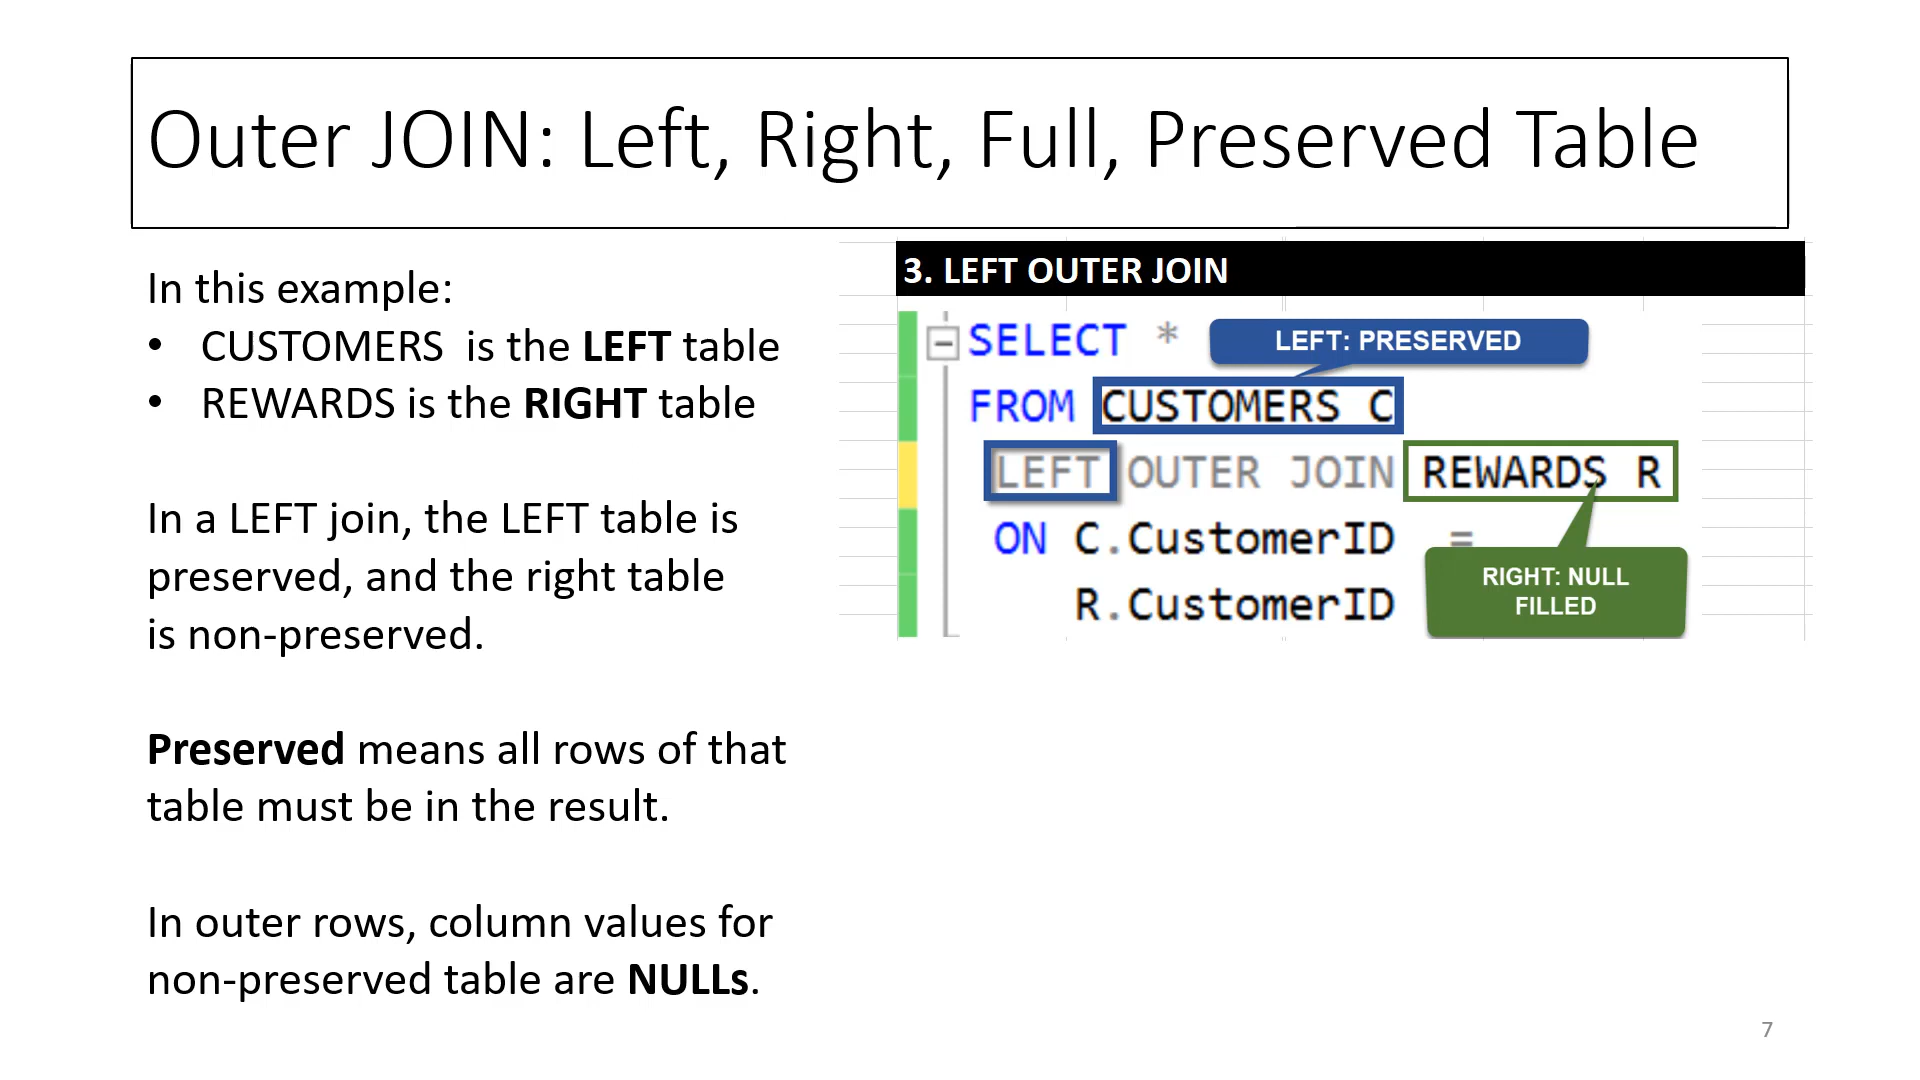 Outer JOIN: Left, Right, Full, Preserved Table
In this example:
• CUSTOMERS is the LEFT table
• REWARDS is the RIGHT table
In a LEFT join, the LEFT table is
preserved, and the right table
is non-preserved.
Preserved means all rows of that
table must be in the result.
In outer rows, column values for
non-preserved table are NULLs.
3. LEFT OUTER JOIN
SELECT *
LEFT: PRESERVED
FROM CUSTOMERS C
LEFT OUTER JOIN REWARDS R
ON C.CustomerID =
R.CustomerID
RIGHT: NULL
FILLED
7